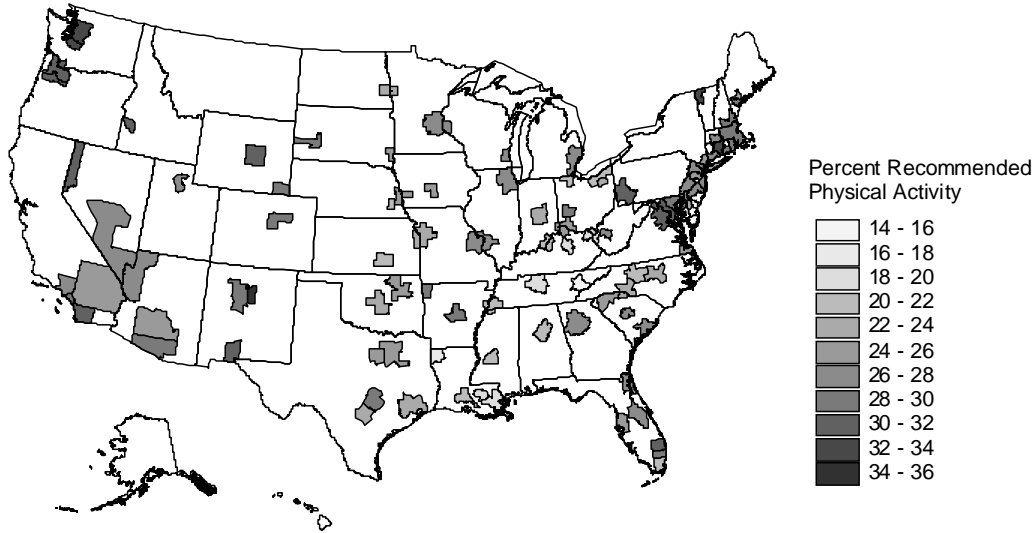 Percent Recommended
Physical Activity
14 - 16
16 - 18
18 - 20
20 - 22
22 - 24
24 - 26
26 - 28
28 - 30
30 - 32
32 - 34
34 - 36